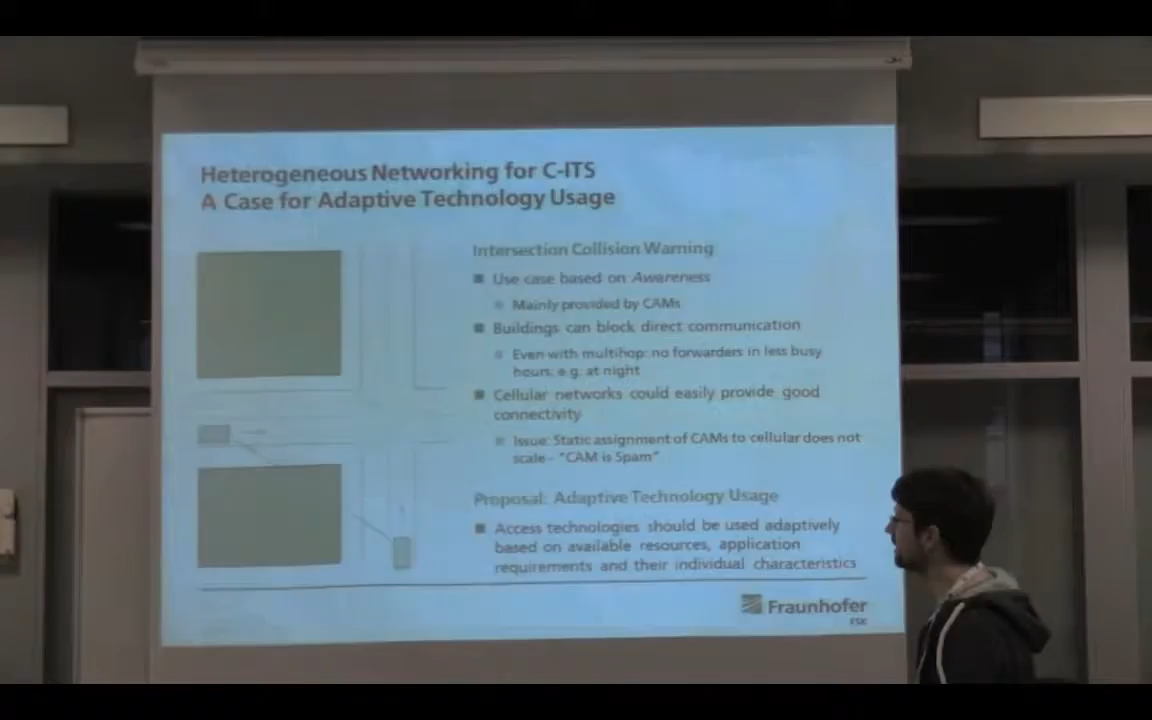 Heterogeneous Networking for C-ITS
A Case for Adaptive Technology Usage
Intersection Collision Warning
Use case based on Awareness
Mainly provided by CAMs
Buildings can block direct communication
Even with multihop: no forwarders in less busy
hours, e.g. at night
Cellular networks could easily provide good
connectivity
Issue: Static assignment of CAMs to cellular does not
scale - "CAM is Spam"
Proposal: Adaptive Technology Usage
Access technologies should be used adaptively
based on available resources, application
requirements and their individual characteristics
Fraunhofer
ESK